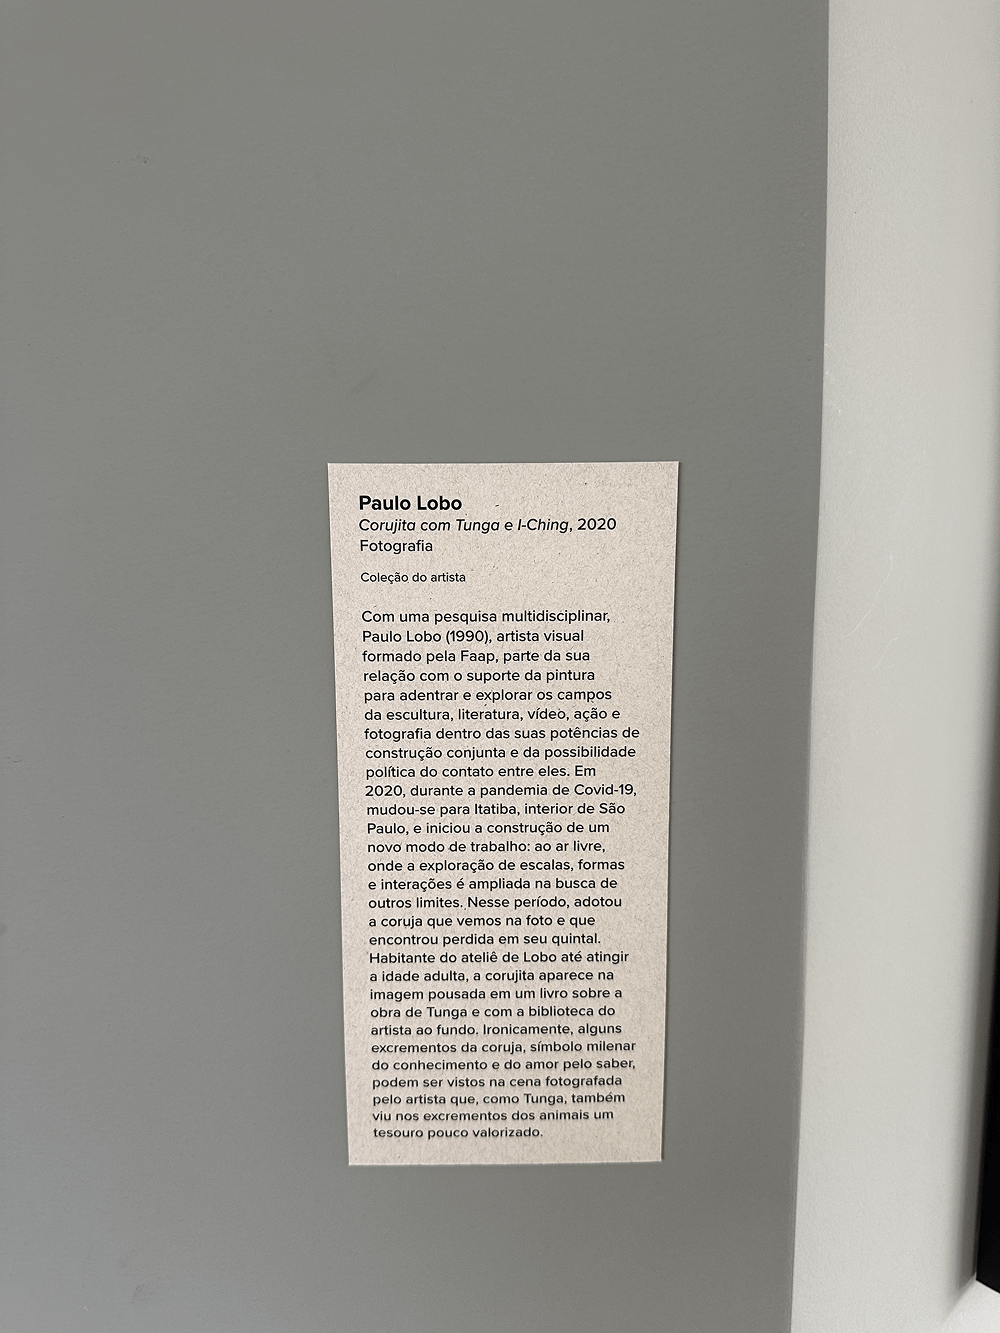 Paulo Lobo
Corujita com Tunga e I-Ching, 2020
Fotografia
Coleção do artista
Com uma pesquisa multidisciplinar,
Paulo Lobo (1990), artista visual
formado pela Faap, parte da sua
relação com o suporte da pintura
para adentrar e explorar os campos
da escultura, literatura, vídeo, ação e
fotografia dentro das suas potências de
construção conjunta e da possibilidade
política do contato entre eles. Em
2020, durante a pandemia de Covid-19,
mudou-se para Itatiba, interior de São
Paulo, e iniciou a construção de um
novo modo de trabalho: ao ar livre,
onde a exploração de escalas, formas
e interações é ampliada na busca de
outros limites. Nesse período, adotou
a coruja que vemos na foto e que
encontrou perdida em seu quintal.
Habitante do ateliê de Lobo até atingir
a idade adulta, a corujita aparece na
imagem pousada em um livro sobre a
obra de Tunga e com a biblioteca do
artista ao fundo. Ironicamente, alguns
excrementos da coruja, símbolo milenar
do conhecimento e do amor pelo saber,
podem ser vistos na cena fotografada
pelo artista que, como Tunga, também
viu nos excrementos dos animais um
tesouro pouco valorizado.